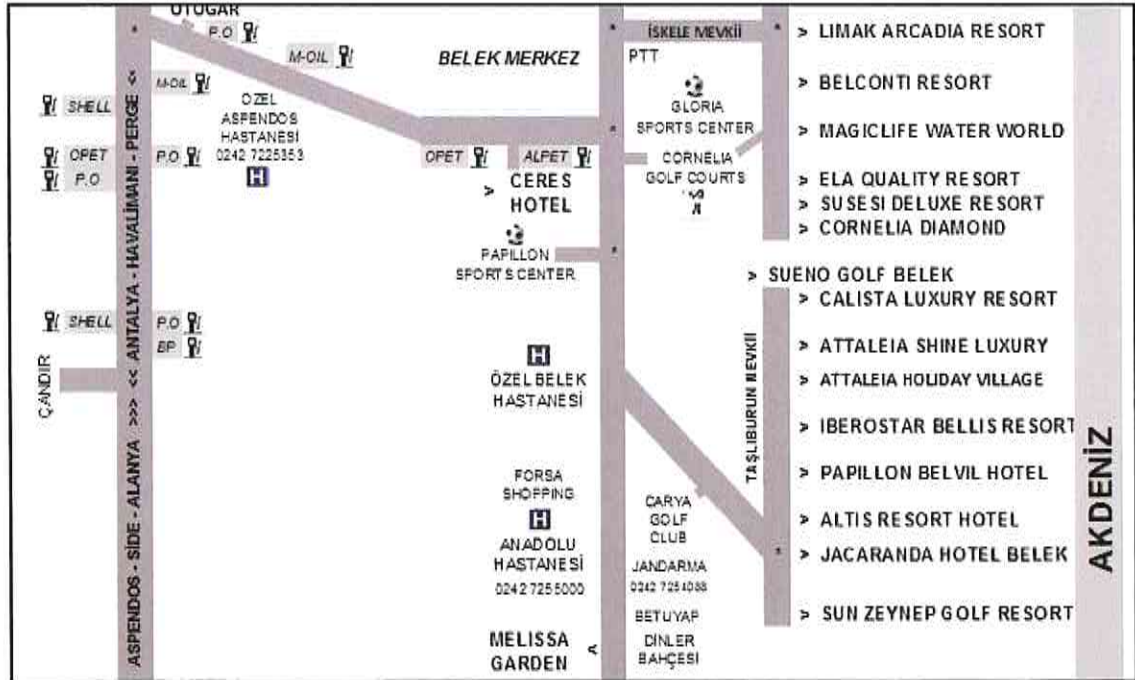 OTOGAR
P.O
M-OIL
M-OIL
SHELL
OPET
P.O
P.O
ÖZEL
ASPENDOS
HASTANESİ
0242 7225353
H
BELEK MERKEZ
OPET
ALPET
CERES
HOTEL
PAPILLON
SPORTS CENTER
İSKELE MEVKİİ
PTT
GLORIA
SPORTS CENTER
CORNELIA
GOLF COURTS
> LIMAK ARCADIA RESORT
> BELCONTI RESORT
> MAGICLIFE WATER WORLD
> ELA QUALITY RESORT
> SUSESI DELUXE RESORT
> CORNELIA DIAMOND
> SUENO GOLF BELEK
> CALISTA LUXURY RESORT
> ATTALEIA SHINE LUXURY
> ATTALEIA HOLIDAY VILLAGE
> IBEROSTAR BELLIS RESORT
> PAPILLON BELVIL HOTEL
> ALTIS RESORT HOTEL
> JACARANDA HOTEL BELEK
> SUN ZEYNEP GOLF RESORT
TAŞLIBURUN NEVKİİ
AKDENİZ
SHELL
P.O
BP
ÇANDIR
ASPENDOS - SİDE - ALANYA >>> << ANTALYA - HAVALİMANI - PERGE <<
H
ÖZEL BELEK
HASTANESİ
FORSA
SHOPPING
H
ANADOLU
HASTANESİ
0242 7255000
CARYA
GOLF
CLUB
JANDARMA
0242 7254088
BETUYAP
DİNLER
BAHÇESİ
MELISSA
GARDEN